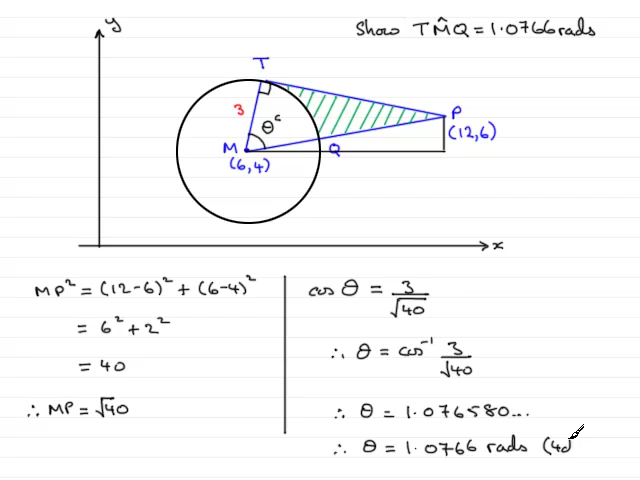 y
Show TM̂Q = 1.0766 rads
T
3
θᶜ
P
(12,6)
M
(6,4)
Q
x
MP² = (12-6)² + (6-4)²
= 6² + 2²
= 40
∴ MP = √40
cos θ = 3/√40
∴ θ = cos⁻¹ 3/√40
∴ θ = 1.076580...
∴ θ = 1.0766 rads (4d